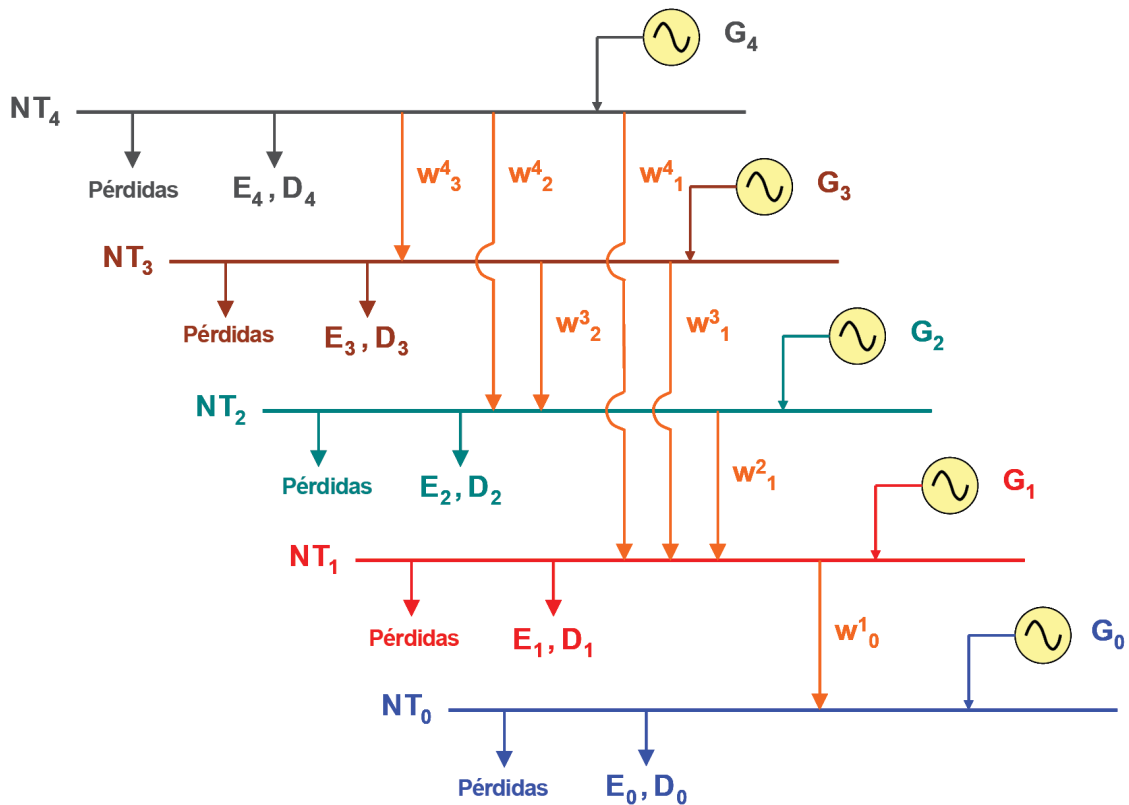 G₄
NT₄
w⁴₃ w⁴₂ w⁴₁
Pérdidas E₄ , D₄
G₃
NT₃
w³₂ w³₁
Pérdidas E₃ , D₃
G₂
NT₂
w²₁
Pérdidas E₂ , D₂
G₁
NT₁
w¹₀
Pérdidas E₁ , D₁
G₀
NT₀
Pérdidas E₀ , D₀